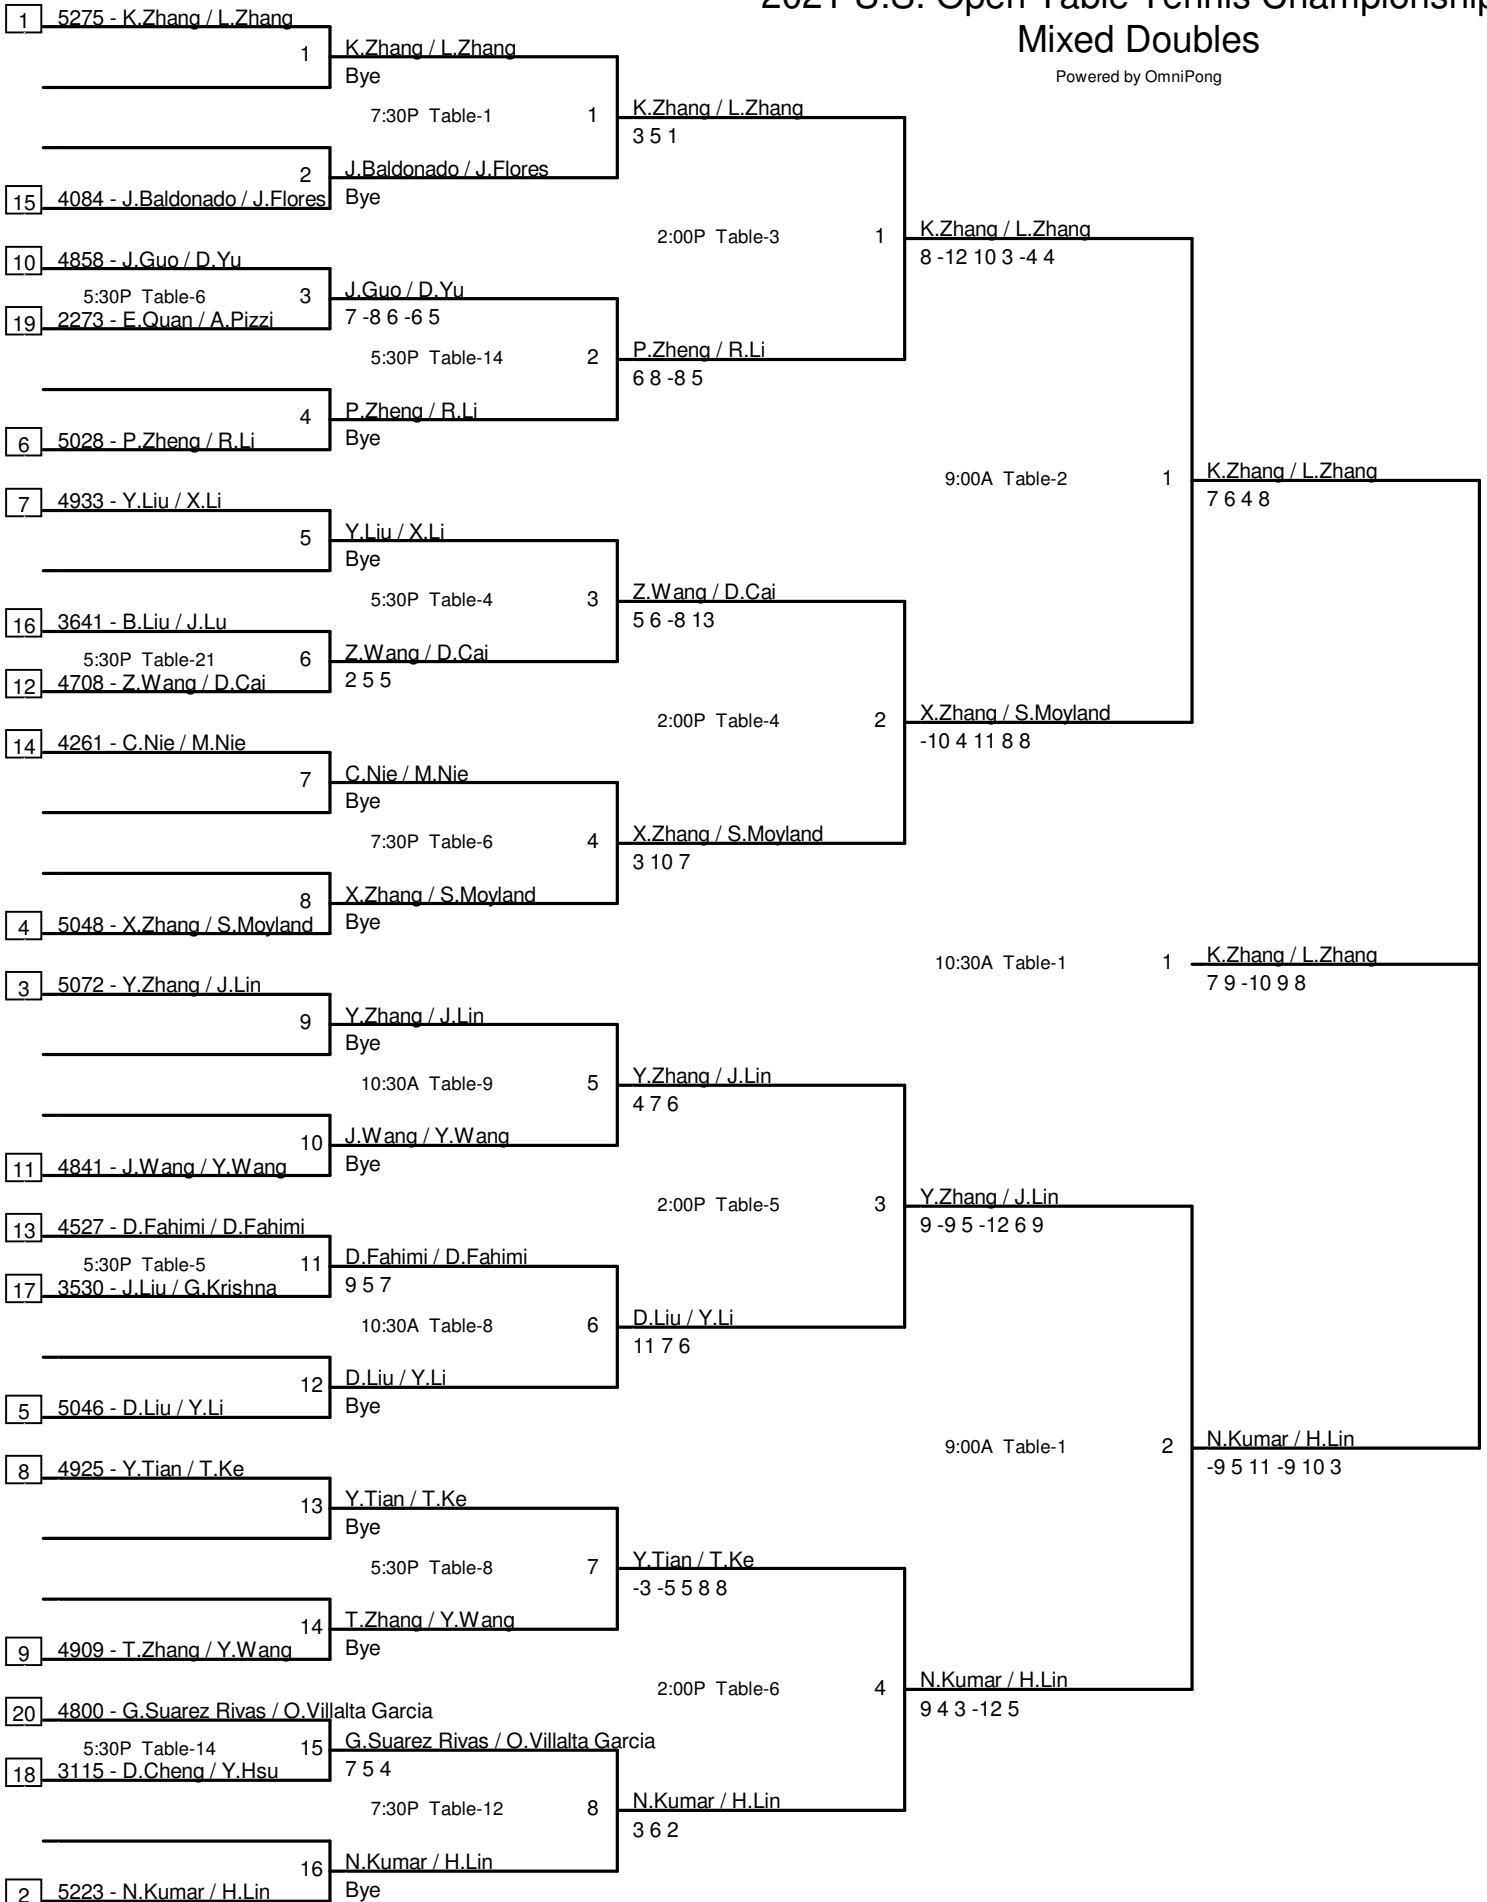 2021 U.S. Open Table Tennis Championship
Mixed Doubles
Powered by OmniPong
1 5275 - K.Zhang / L.Zhang
1
K.Zhang / L.Zhang
Bye
7:30P Table-1 1
K.Zhang / L.Zhang
3 5 1
2
J.Baldonado / J.Flores
Bye
15 4084 - J.Baldonado / J.Flores
2:00P Table-3 1
K.Zhang / L.Zhang
8 -12 10 3 -4 4
10 4858 - J.Guo / D.Yu
5:30P Table-6 3
19 2273 - E.Quan / A.Pizzi
J.Guo / D.Yu
7 -8 6 -6 5
5:30P Table-14 2
P.Zheng / R.Li
6 8 -8 5
4
P.Zheng / R.Li
Bye
6 5028 - P.Zheng / R.Li
9:00A Table-2 1
K.Zhang / L.Zhang
7 6 4 8
7 4933 - Y.Liu / X.Li
5
Y.Liu / X.Li
Bye
5:30P Table-4 3
Z.Wang / D.Cai
5 6 -8 13
16 3641 - B.Liu / J.Lu
5:30P Table-21 6
12 4708 - Z.Wang / D.Cai
Z.Wang / D.Cai
2 5 5
2:00P Table-4 2
X.Zhang / S.Moyland
-10 4 11 8 8
14 4261 - C.Nie / M.Nie
7
C.Nie / M.Nie
Bye
7:30P Table-6 4
X.Zhang / S.Moyland
3 10 7
8
X.Zhang / S.Moyland
Bye
4 5048 - X.Zhang / S.Moyland
10:30A Table-1 1
K.Zhang / L.Zhang
7 9 -10 9 8
3 5072 - Y.Zhang / J.Lin
9
Y.Zhang / J.Lin
Bye
10:30A Table-9 5
Y.Zhang / J.Lin
4 7 6
10
J.Wang / Y.Wang
Bye
11 4841 - J.Wang / Y.Wang
2:00P Table-5 3
Y.Zhang / J.Lin
9 -9 5 -12 6 9
13 4527 - D.Fahimi / D.Fahimi
5:30P Table-5 11
17 3530 - J.Liu / G.Krishna
D.Fahimi / D.Fahimi
9 5 7
10:30A Table-8 6
D.Liu / Y.Li
11 7 6
12
D.Liu / Y.Li
Bye
5 5046 - D.Liu / Y.Li
9:00A Table-1 2
N.Kumar / H.Lin
-9 5 11 -9 10 3
8 4925 - Y.Tian / T.Ke
13
Y.Tian / T.Ke
Bye
5:30P Table-8 7
Y.Tian / T.Ke
-3 -5 5 8 8
14
T.Zhang / Y.Wang
Bye
9 4909 - T.Zhang / Y.Wang
2:00P Table-6 4
N.Kumar / H.Lin
9 4 3 -12 5
20 4800 - G.Suarez Rivas / O.Villalta Garcia
5:30P Table-14 15
18 3115 - D.Cheng / Y.Hsu
G.Suarez Rivas / O.Villalta Garcia
7 5 4
7:30P Table-12 8
N.Kumar / H.Lin
3 6 2
16
N.Kumar / H.Lin
Bye
2 5223 - N.Kumar / H.Lin